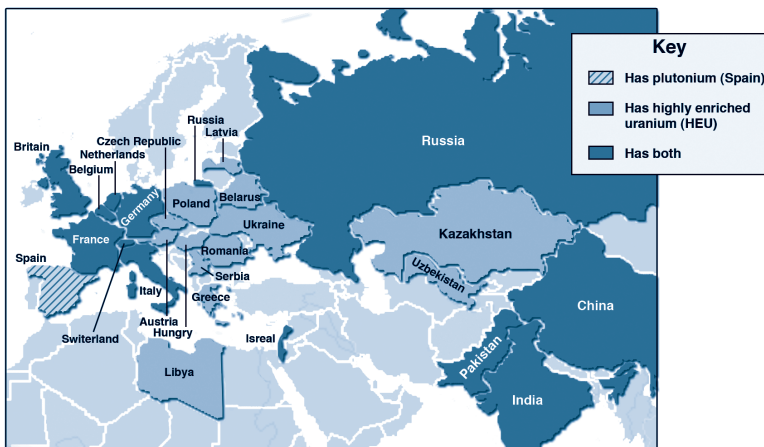 Key
Has plutonium (Spain)
Has highly enriched
uranium (HEU)
Has both
Russia
Latvia
Czech Republic
Britain
Netherlands
Belgium
Russia
Germany
Poland
Belarus
Ukraine
France
Kazakhstan
Romania
Spain
Uzbekistan
Serbia
Italy
Greece
China
Austria
Hungry
Switerland
Isreal
Pakistan
Libya
India